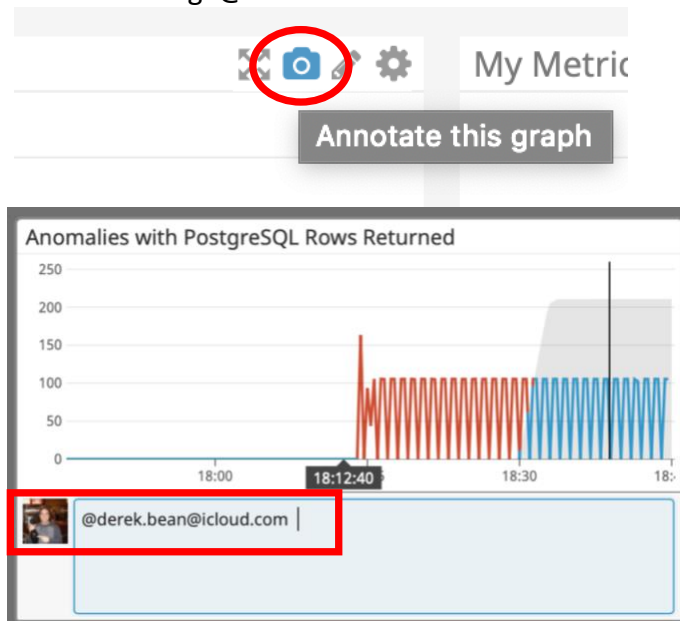 My Metric
Annotate this graph
Anomalies with PostgreSQL Rows Returned
250
200
150
100
50
0
18:00
18:12:40
18:30
18:
@derek.bean@icloud.com